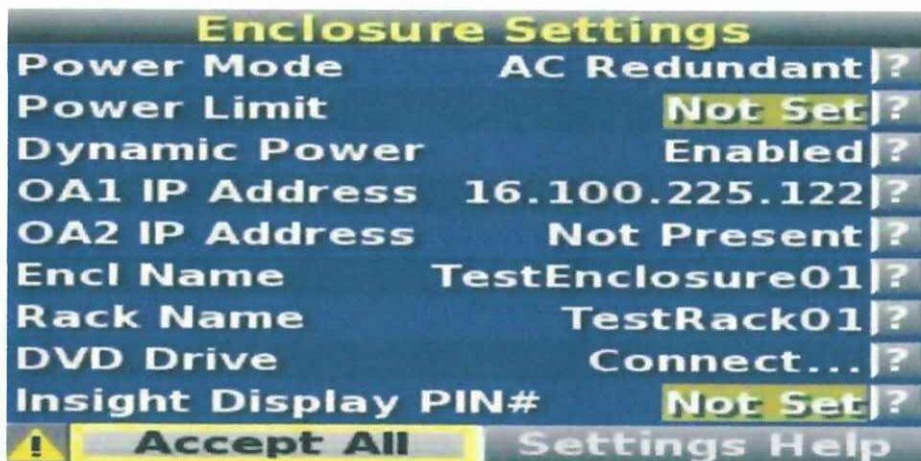 Enclosure Settings
Power Mode AC Redundant ?
Power Limit Not Set ?
Dynamic Power Enabled ?
OA1 IP Address 16.100.225.122 ?
OA2 IP Address Not Present ?
Encl Name TestEnclosure01 ?
Rack Name TestRack01 ?
DVD Drive Connect... ?
Insight Display PIN# Not Set ?
! Accept All Settings Help